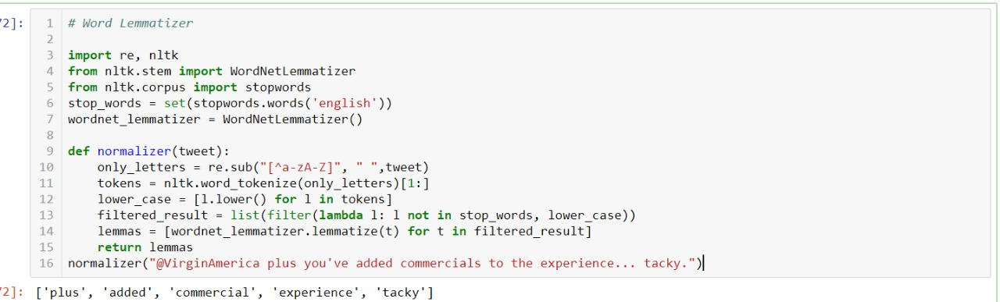 72]:
1 # Word Lemmatizer
2
3 import re, nltk
4 from nltk.stem import WordNetLemmatizer
5 from nltk.corpus import stopwords
6 stop_words = set(stopwords.words('english'))
7 wordnet_lemmatizer = WordNetLemmatizer()
8
9 def normalizer(tweet):
10     only_letters = re.sub("[^a-zA-Z]", " ",tweet)
11     tokens = nltk.word_tokenize(only_letters)[1:]
12     lower_case = [l.lower() for l in tokens]
13     filtered_result = list(filter(lambda l: l not in stop_words, lower_case))
14     lemmas = [wordnet_lemmatizer.lemmatize(t) for t in filtered_result]
15     return lemmas
16 normalizer("@VirginAmerica plus you've added commercials to the experience... tacky.")
72]: ['plus', 'added', 'commercial', 'experience', 'tacky']